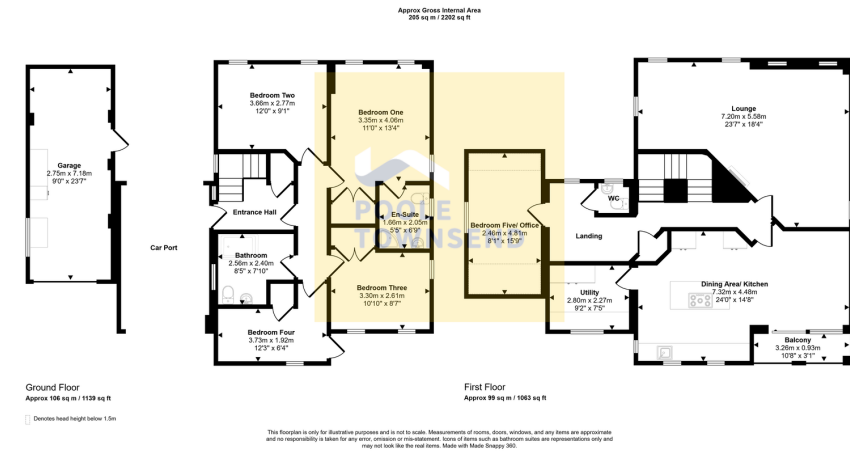 Approx Gross Internal Area
205 sq m / 2202 sq ft
Garage
2.75m x 7.18m
9'0" x 23'7"
Car Port
Bedroom Two
3.66m x 2.77m
12'0" x 9'1"
Bedroom One
3.35m x 4.06m
11'0" x 13'4"
Entrance Hall
En-Suite
1.66m x 2.05m
5'5" x 6'9"
Bathroom
2.56m x 2.40m
8'5" x 7'10"
Bedroom Three
3.30m x 2.61m
10'10" x 8'7"
Bedroom Four
3.73m x 1.92m
12'3" x 6'4"
POOLE
TOWNSEND
Bedroom Five/ Office
2.46m x 4.81m
8'1" x 15'9"
WC
Landing
Utility
2.80m x 2.27m
9'2" x 7'5"
Lounge
7.20m x 5.58m
23'7" x 18'4"
Dining Area/ Kitchen
7.32m x 4.48m
24'0" x 14'8"
Balcony
3.26m x 0.93m
10'8" x 3'1"
Ground Floor
Approx 106 sq m / 1139 sq ft
First Floor
Approx 99 sq m / 1063 sq ft
Denotes head height below 1.5m
This floorplan is only for illustrative purposes and is not to scale. Measurements of rooms, doors, windows, and any items are approximate
and no responsibility is taken for any error, omission or mis-statement. Icons of items such as bathroom suites are representations only and
may not look like the real items. Made with Made Snappy 360.